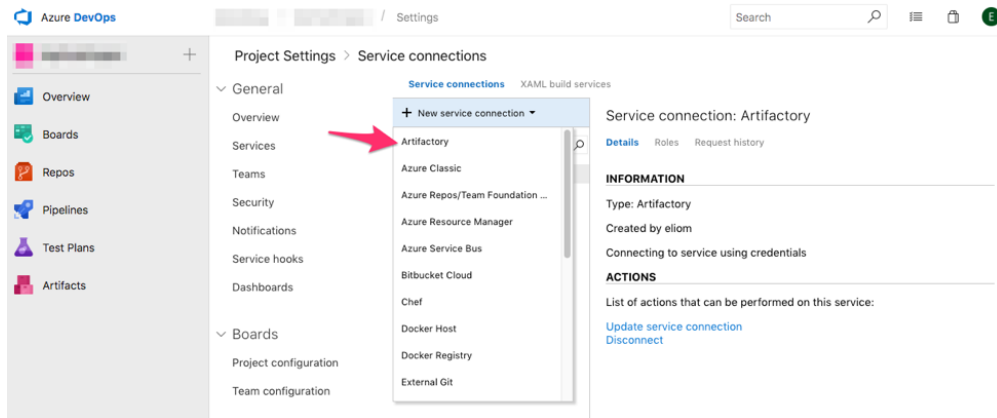 Azure DevOps
/ Settings
Search
E
Overview
Boards
Repos
Pipelines
Test Plans
Artifacts
Project Settings > Service connections
General
Overview
Services
Teams
Security
Notifications
Service hooks
Dashboards
Boards
Project configuration
Team configuration
Service connections XAML build services
+ New service connection
Artifactory
Azure Classic
Azure Repos/Team Foundation ...
Azure Resource Manager
Azure Service Bus
Bitbucket Cloud
Chef
Docker Host
Docker Registry
External Git
Service connection: Artifactory
Details Roles Request history
INFORMATION
Type: Artifactory
Created by eliom
Connecting to service using credentials
ACTIONS
List of actions that can be performed on this service:
Update service connection
Disconnect